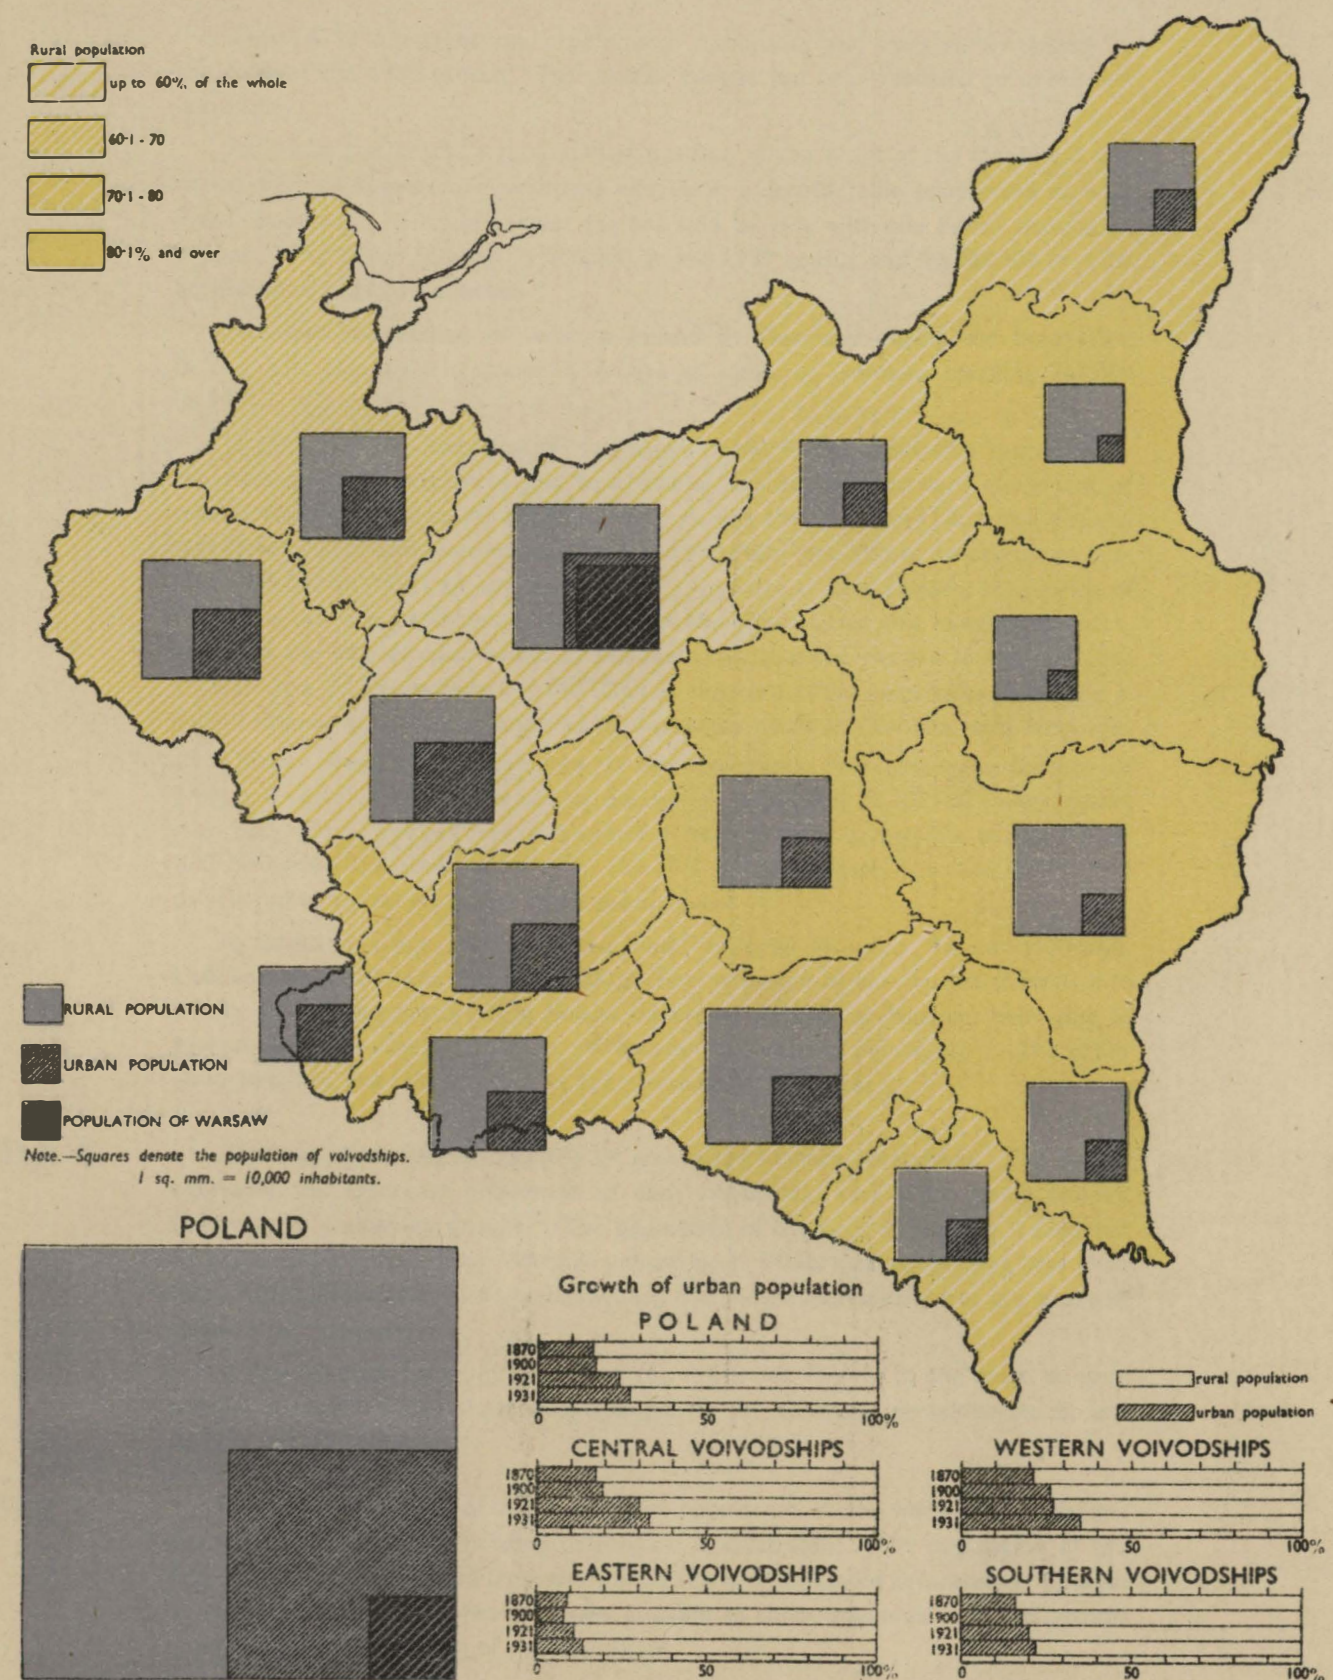 Rural population
up to 60% of the whole
60·1 - 70
70·1 - 80
80·1% and over
RURAL POPULATION
URBAN POPULATION
POPULATION OF WARSAW
Note.—Squares denote the population of voivodships.
1 sq. mm. = 10,000 inhabitants.
POLAND
Growth of urban population
POLAND
1870
1900
1921
1931
0 50 100%
rural population
urban population
CENTRAL VOIVODSHIPS
1870
1900
1921
1931
0 50 100%
WESTERN VOIVODSHIPS
1870
1900
1921
1931
0 50 100%
EASTERN VOIVODSHIPS
1870
1900
1921
1931
0 50 100%
SOUTHERN VOIVODSHIPS
1870
1900
1921
1931
0 50 100%